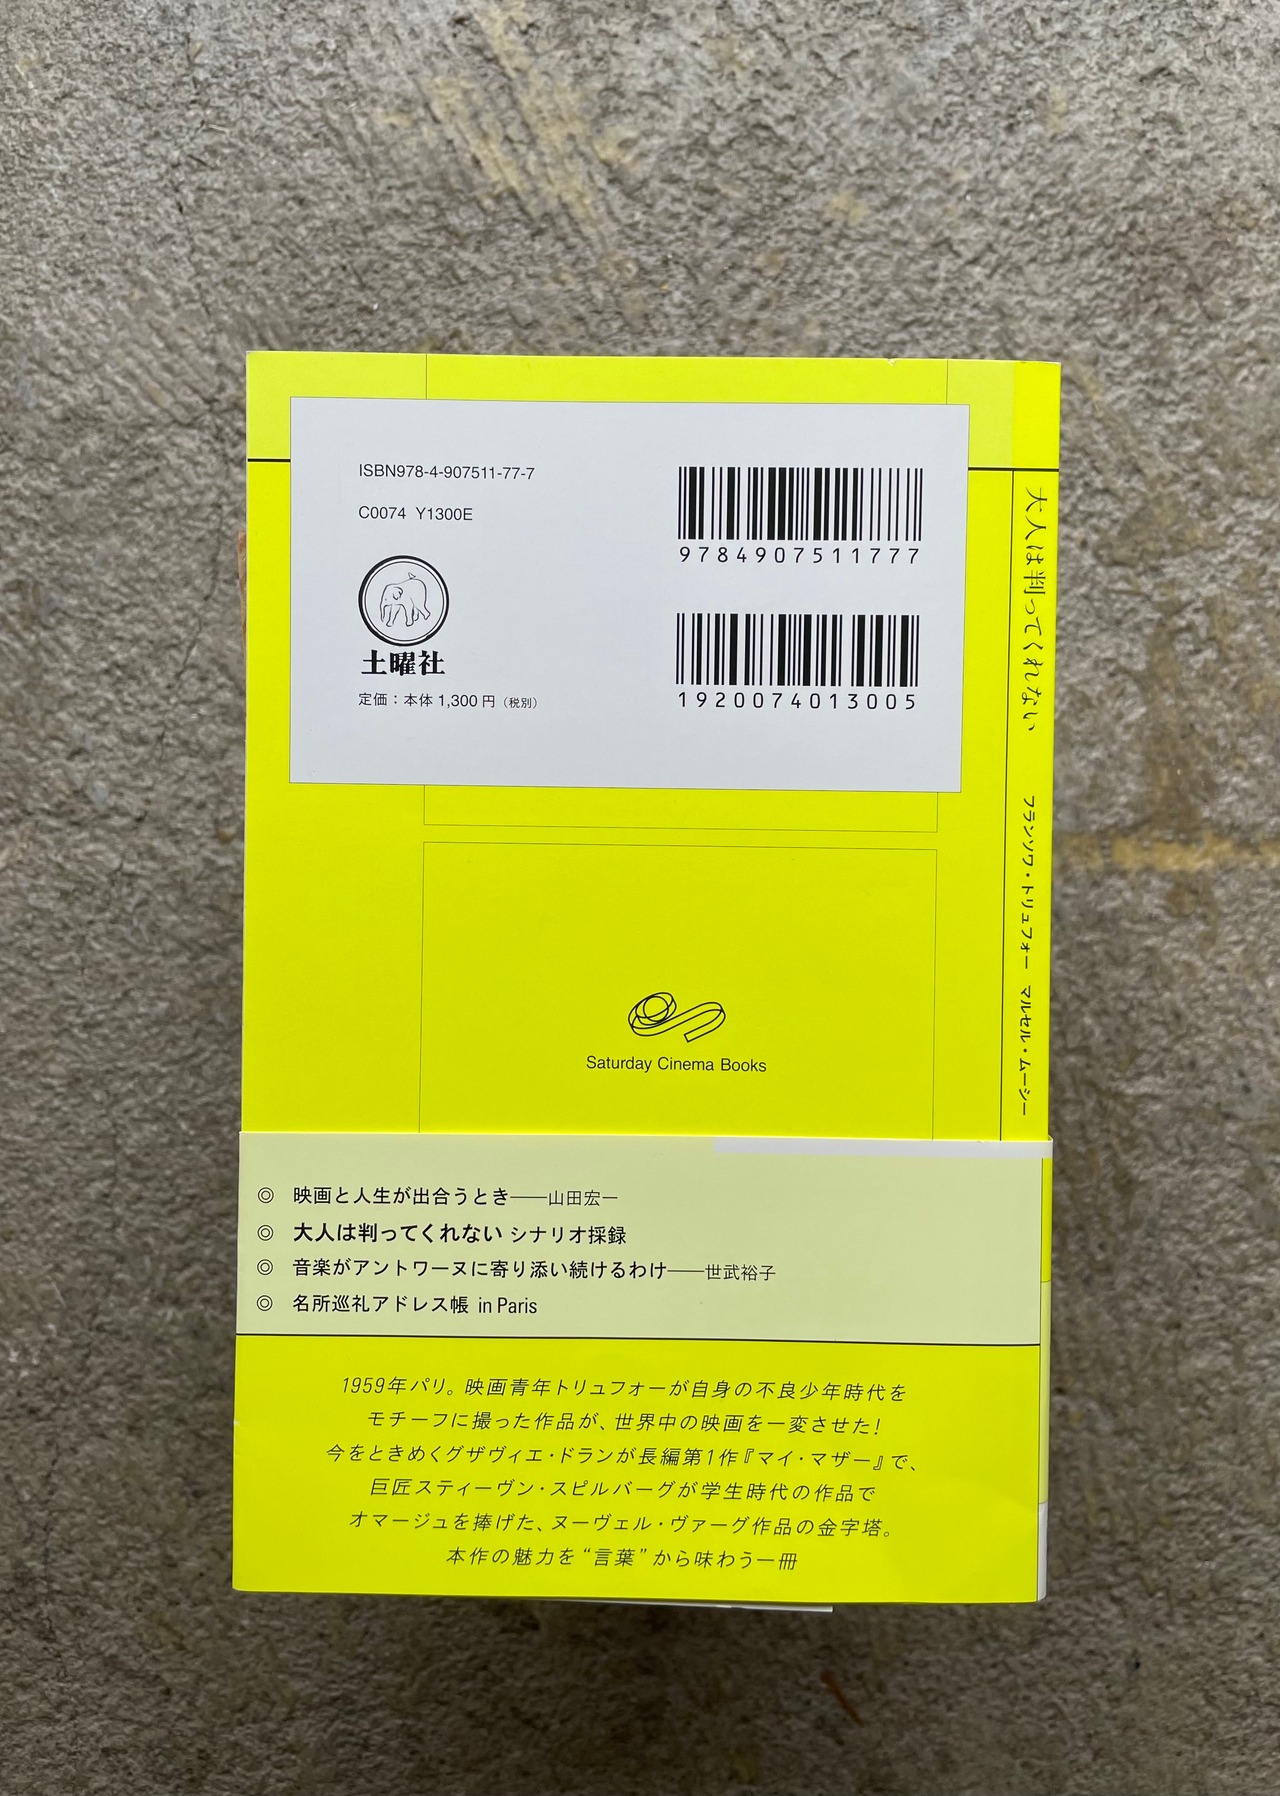 ISBN978-4-907511-77-7
C0074 Y1300E
土曜社
定価：本体1,300円（税別）
9784907511777
1920074013005
大人は判ってくれない フランソワ・トリュフォー マルセル・ムーシー
Saturday Cinema Books
◎ 映画と人生が出合うとき──山田宏一
◎ 大人は判ってくれない シナリオ採録
◎ 音楽がアントワーヌに寄り添い続けるわけ──世武裕子
◎ 名所巡礼アドレス帳 in Paris
1959年パリ。映画青年トリュフォーが自身の不良少年時代を
モチーフに撮った作品が、世界中の映画を一変させた！
今をときめくグザヴィエ・ドランが長編第1作『マイ・マザー』で、
巨匠スティーヴン・スピルバーグが学生時代の作品で
オマージュを捧げた、ヌーヴェル・ヴァーグ作品の金字塔。
本作の魅力を“言葉”から味わう一冊